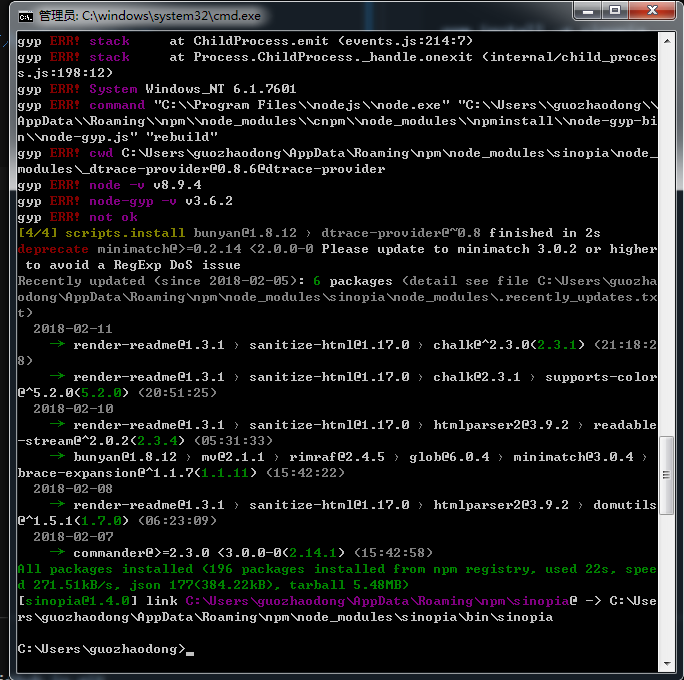 管理员: C:\windows\system32\cmd.exe
gyp ERR! stack     at ChildProcess.emit (events.js:214:7)
gyp ERR! stack     at Process.ChildProcess._handle.onexit (internal/child_proces
s.js:198:12)
gyp ERR! System Windows_NT 6.1.7601
gyp ERR! command "C:\\Program Files\\nodejs\\node.exe" "C:\\Users\\guozhaodong\\
AppData\\Roaming\\npm\\node_modules\\cnpm\\node_modules\\npminstall\\node-gyp-bi
n\\node-gyp.js" "rebuild"
gyp ERR! cwd C:\Users\guozhaodong\AppData\Roaming\npm\node_modules\sinopia\node_
modules\_dtrace-provider@0.8.6@dtrace-provider
gyp ERR! node -v v8.9.4
gyp ERR! node-gyp -v v3.6.2
gyp ERR! not ok
[4/4] scripts.install bunyan@1.8.12 › dtrace-provider@~0.8 finished in 2s
deprecate minimatch@>=0.2.14 <2.0.0-0 Please update to minimatch 3.0.2 or higher
 to avoid a RegExp DoS issue
Recently updated (since 2018-02-05): 6 packages (detail see file C:\Users\guozha
odong\AppData\Roaming\npm\node_modules\sinopia\node_modules\.recently_updates.tx
t)
  2018-02-11
    → render-readme@1.3.1 › sanitize-html@1.17.0 › chalk@^2.3.0(2.3.1) (21:18:2
8)
    → render-readme@1.3.1 › sanitize-html@1.17.0 › chalk@2.3.1 › supports-color
@^5.2.0(5.2.0) (20:51:25)
  2018-02-10
    → render-readme@1.3.1 › sanitize-html@1.17.0 › htmlparser2@3.9.2 › readable
-stream@^2.0.2(2.3.4) (05:31:33)
    → bunyan@1.8.12 › mv@2.1.1 › rimraf@2.4.5 › glob@6.0.4 › minimatch@3.0.4 ›
brace-expansion@^1.1.7(1.1.11) (15:42:22)
  2018-02-08
    → render-readme@1.3.1 › sanitize-html@1.17.0 › htmlparser2@3.9.2 › domutils
@^1.5.1(1.7.0) (06:23:09)
  2018-02-07
    → commander@>=2.3.0 <3.0.0-0(2.14.1) (15:42:58)
All packages installed (196 packages installed from npm registry, used 22s, spee
d 271.51kB/s, json 177(384.22kB), tarball 5.48MB)
[sinopia@1.4.0] link C:\Users\guozhaodong\AppData\Roaming\npm\sinopia@ -> C:\Use
rs\guozhaodong\AppData\Roaming\npm\node_modules\sinopia\bin\sinopia
C:\Users\guozhaodong>